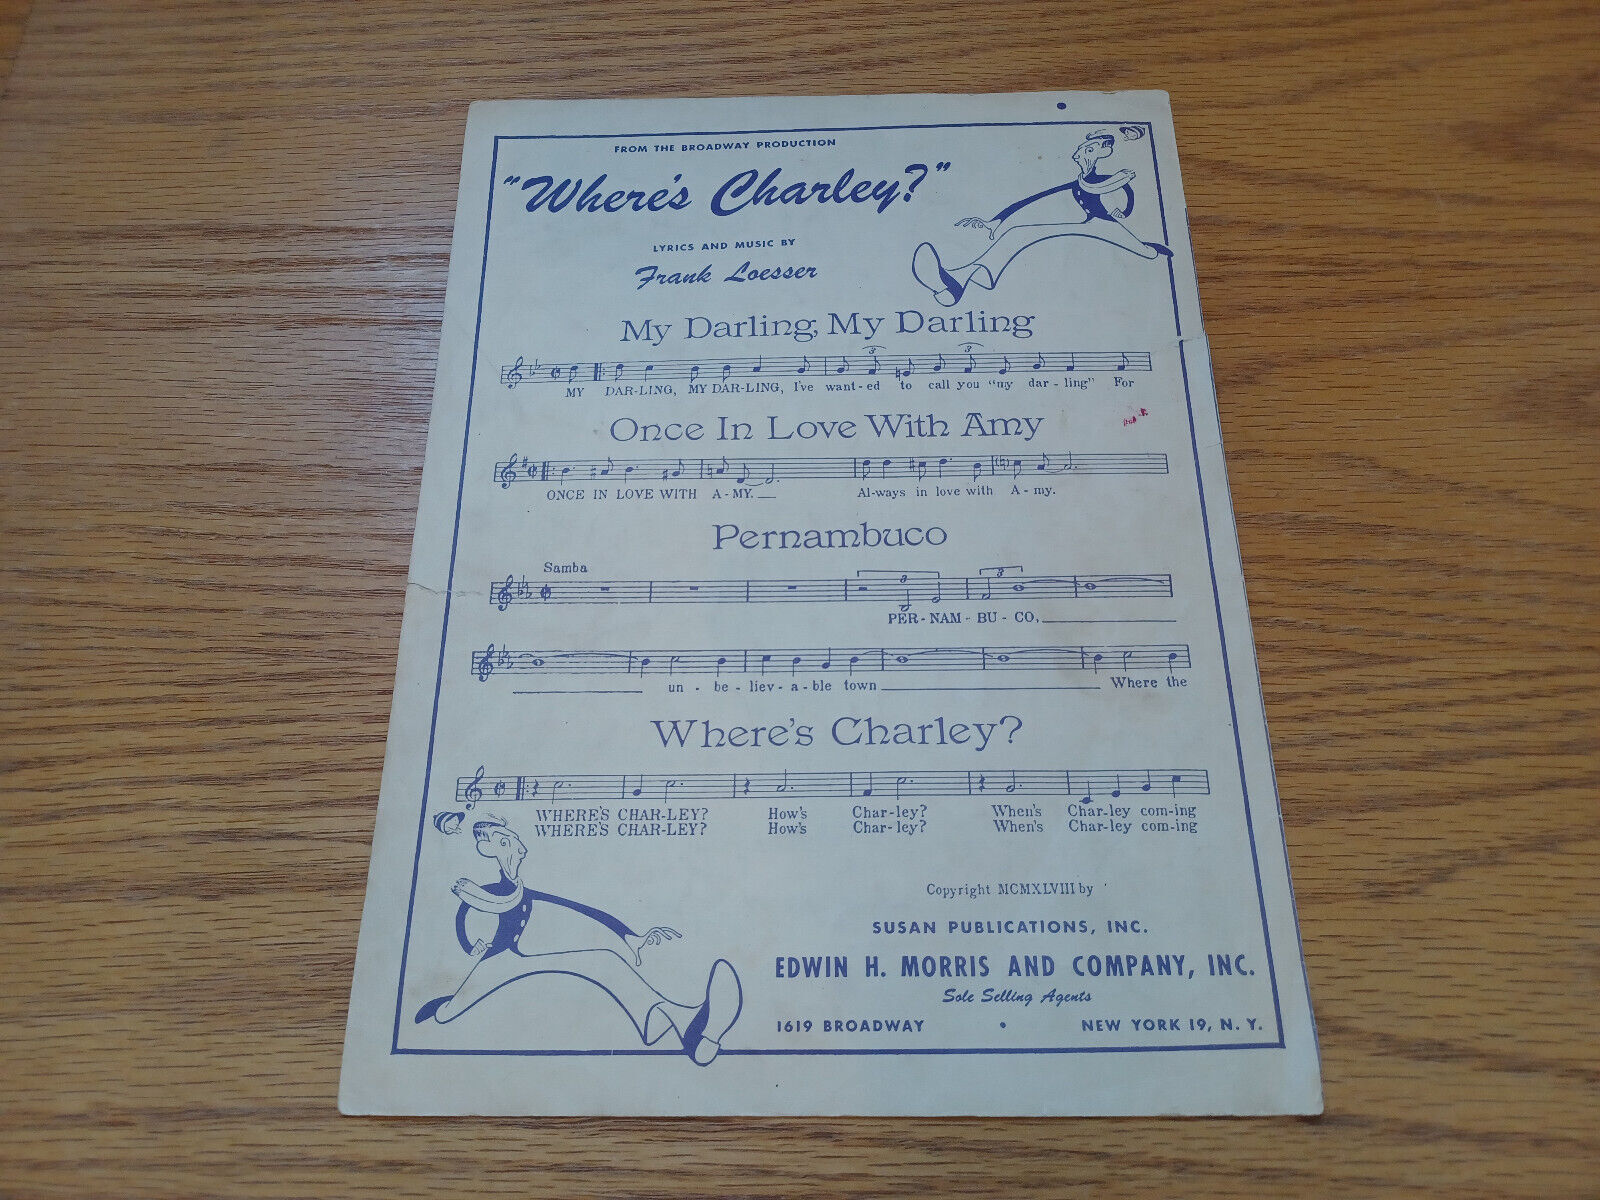 FROM THE BROADWAY PRODUCTION
"Where's Charley?"
LYRICS AND MUSIC BY
Frank Loesser
My Darling, My Darling
3 3
MY DAR-LING, MY DAR-LING, I've want-ed to call you "my dar-ling" For
Once In Love With Amy
ONCE IN LOVE WITH A-MY. Al-ways in love with A-my.
Pernambuco
Samba
3 3
PER-NAM-BU-CO,
un-be-liev-a-ble town Where the
Where's Charley?
WHERE'S CHAR-LEY? How's Char-ley? When's Char-ley com-ing
WHERE'S CHAR-LEY? How's Char-ley? When's Char-ley com-ing
Copyright MCMXLVIII by
SUSAN PUBLICATIONS, INC.
EDWIN H. MORRIS AND COMPANY, INC.
Sole Selling Agents
1619 BROADWAY • NEW YORK 19, N. Y.